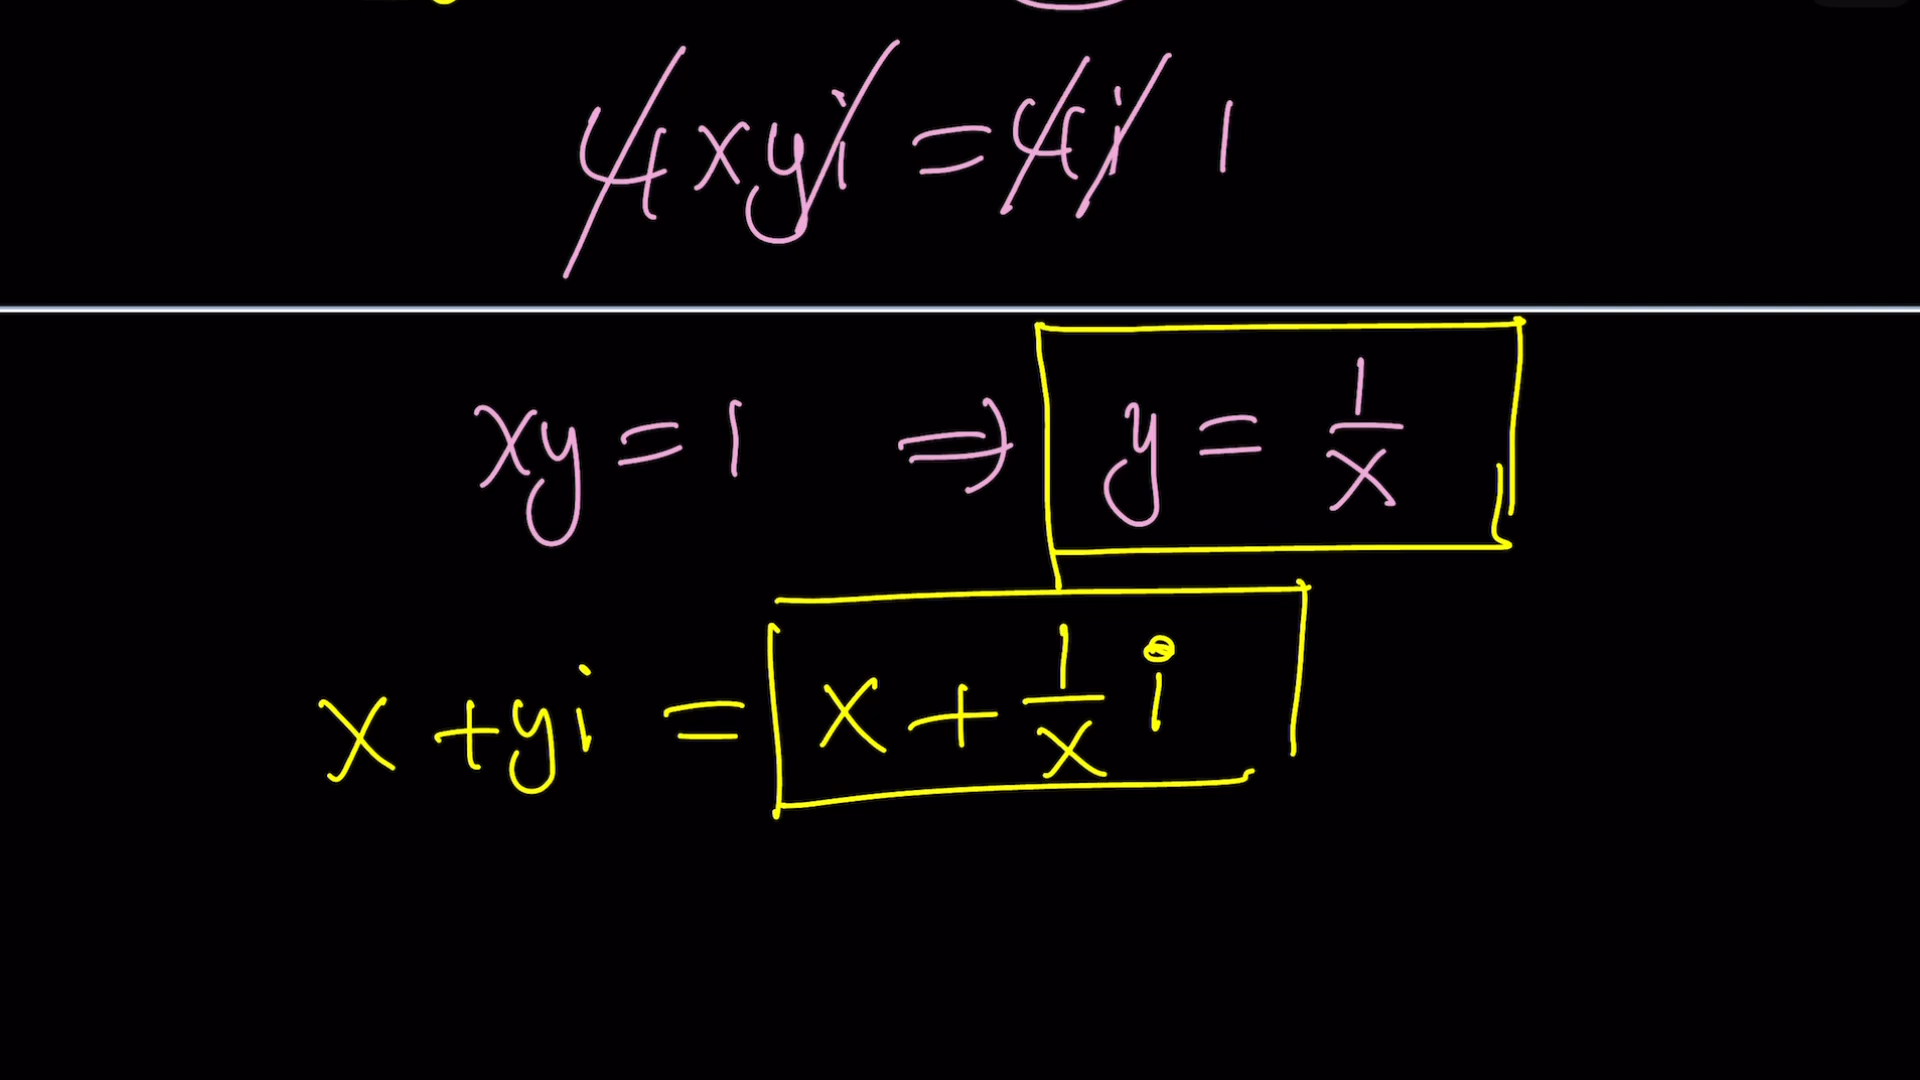 4xyi = 4i 1
xy = 1 ⇒ y = 1/x
x + yi = x + 1/x i